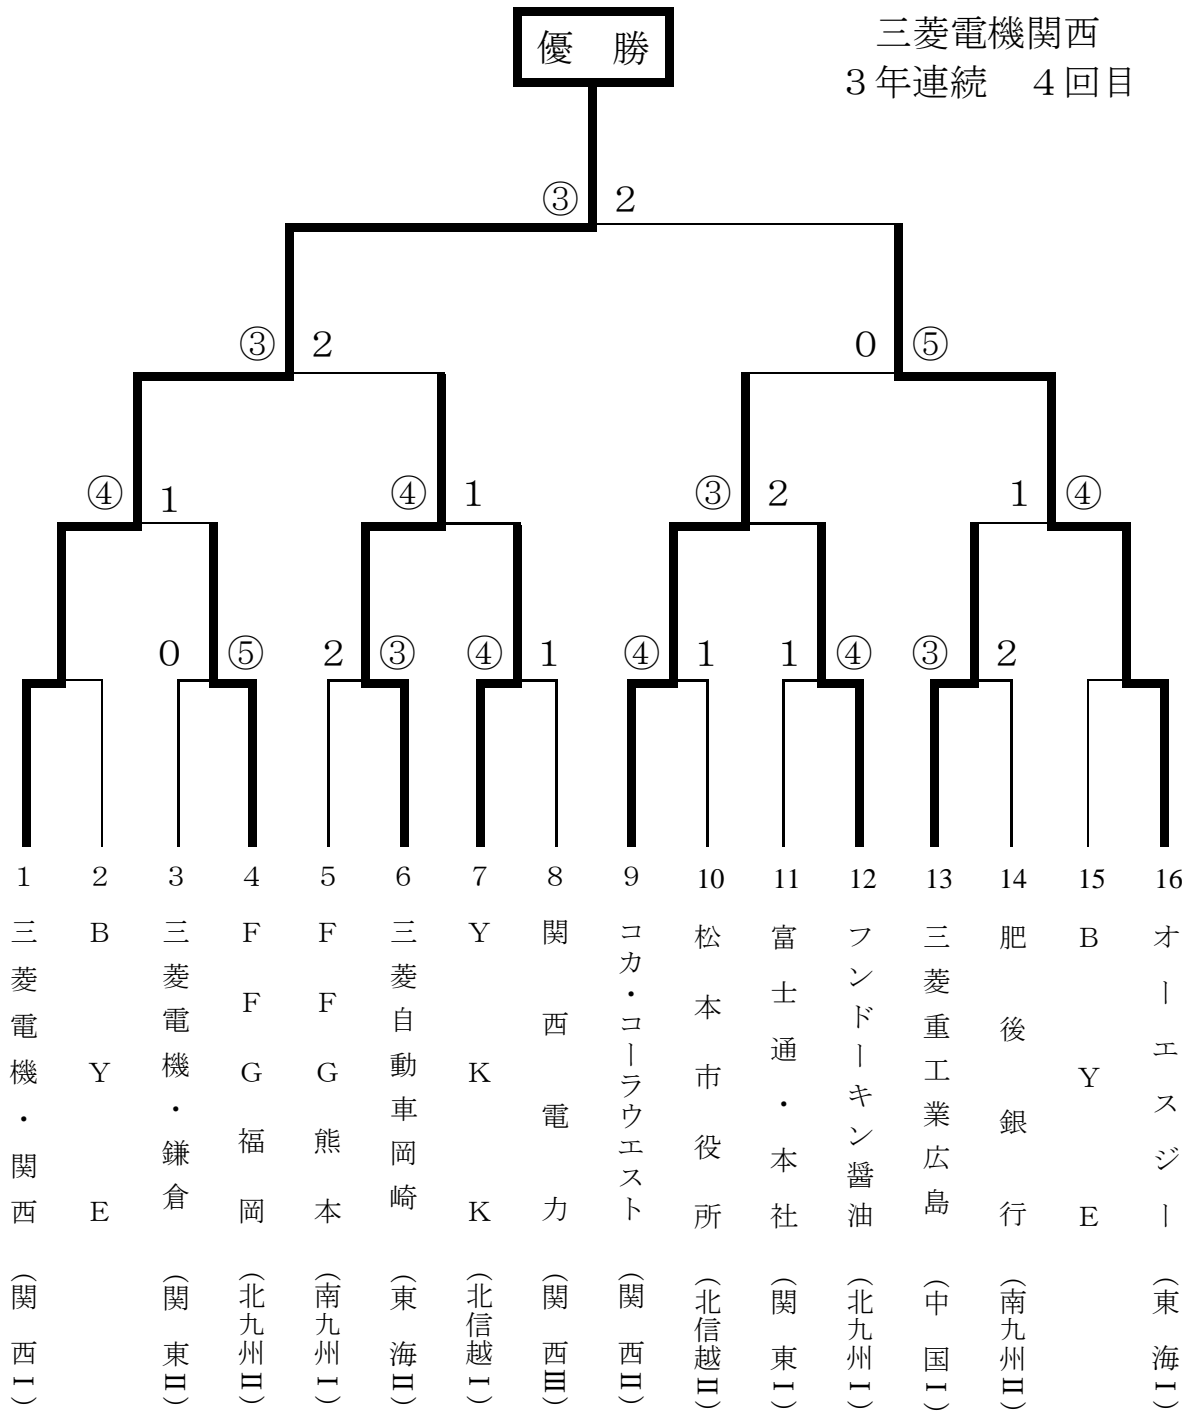 優　勝
三菱電機関西
３年連続　４回目
③ 2
③ 2
0 ⑤
④ 1
④ 1
③ 2
1 ④
0 ⑤
2 ③
④ 1
④ 1
1 ④
③ 2
1 2 3 4 5 6 7 8 9 10 11 12 13 14 15 16
三菱電機・関西（関西Ⅰ）
ＢＹＥ
三菱電機・鎌倉（関東Ⅱ）
ＦＦＧ福岡（北九州Ⅱ）
ＦＦＧ熊本（南九州Ⅰ）
三菱自動車岡崎（東海Ⅱ）
ＹＫＫ（北信越Ⅰ）
関西電力（関西Ⅲ）
コカ・コーラウエスト（関西Ⅱ）
松本市役所（北信越Ⅱ）
富士通・本社（関東Ⅰ）
フンドーキン醤油（北九州Ⅰ）
三菱重工業広島（中国Ⅰ）
肥後銀行（南九州Ⅱ）
ＢＹＥ
オーエスジー（東海Ⅰ）